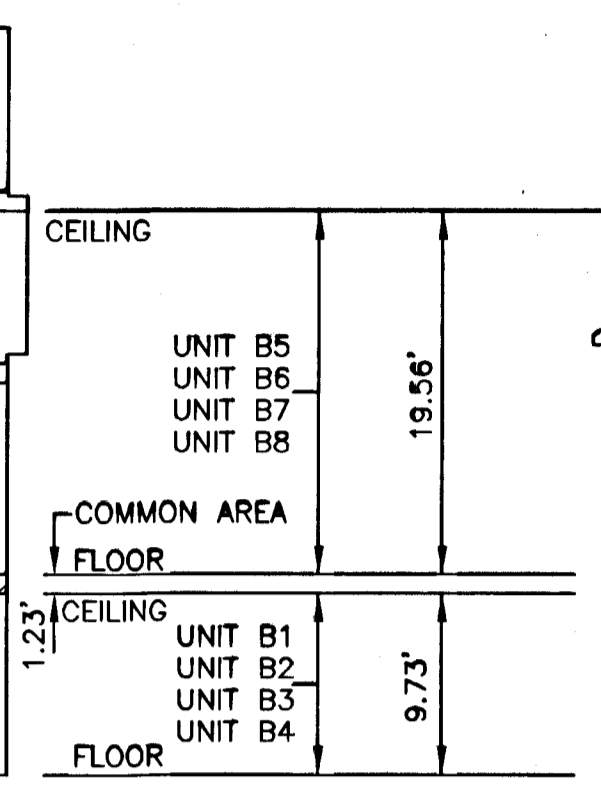 CEILING
UNIT B5
UNIT B6
UNIT B7
UNIT B8
19.56'
COMMON AREA
FLOOR
1.23'
CEILING
UNIT B1
UNIT B2
UNIT B3
UNIT B4
9.73'
FLOOR